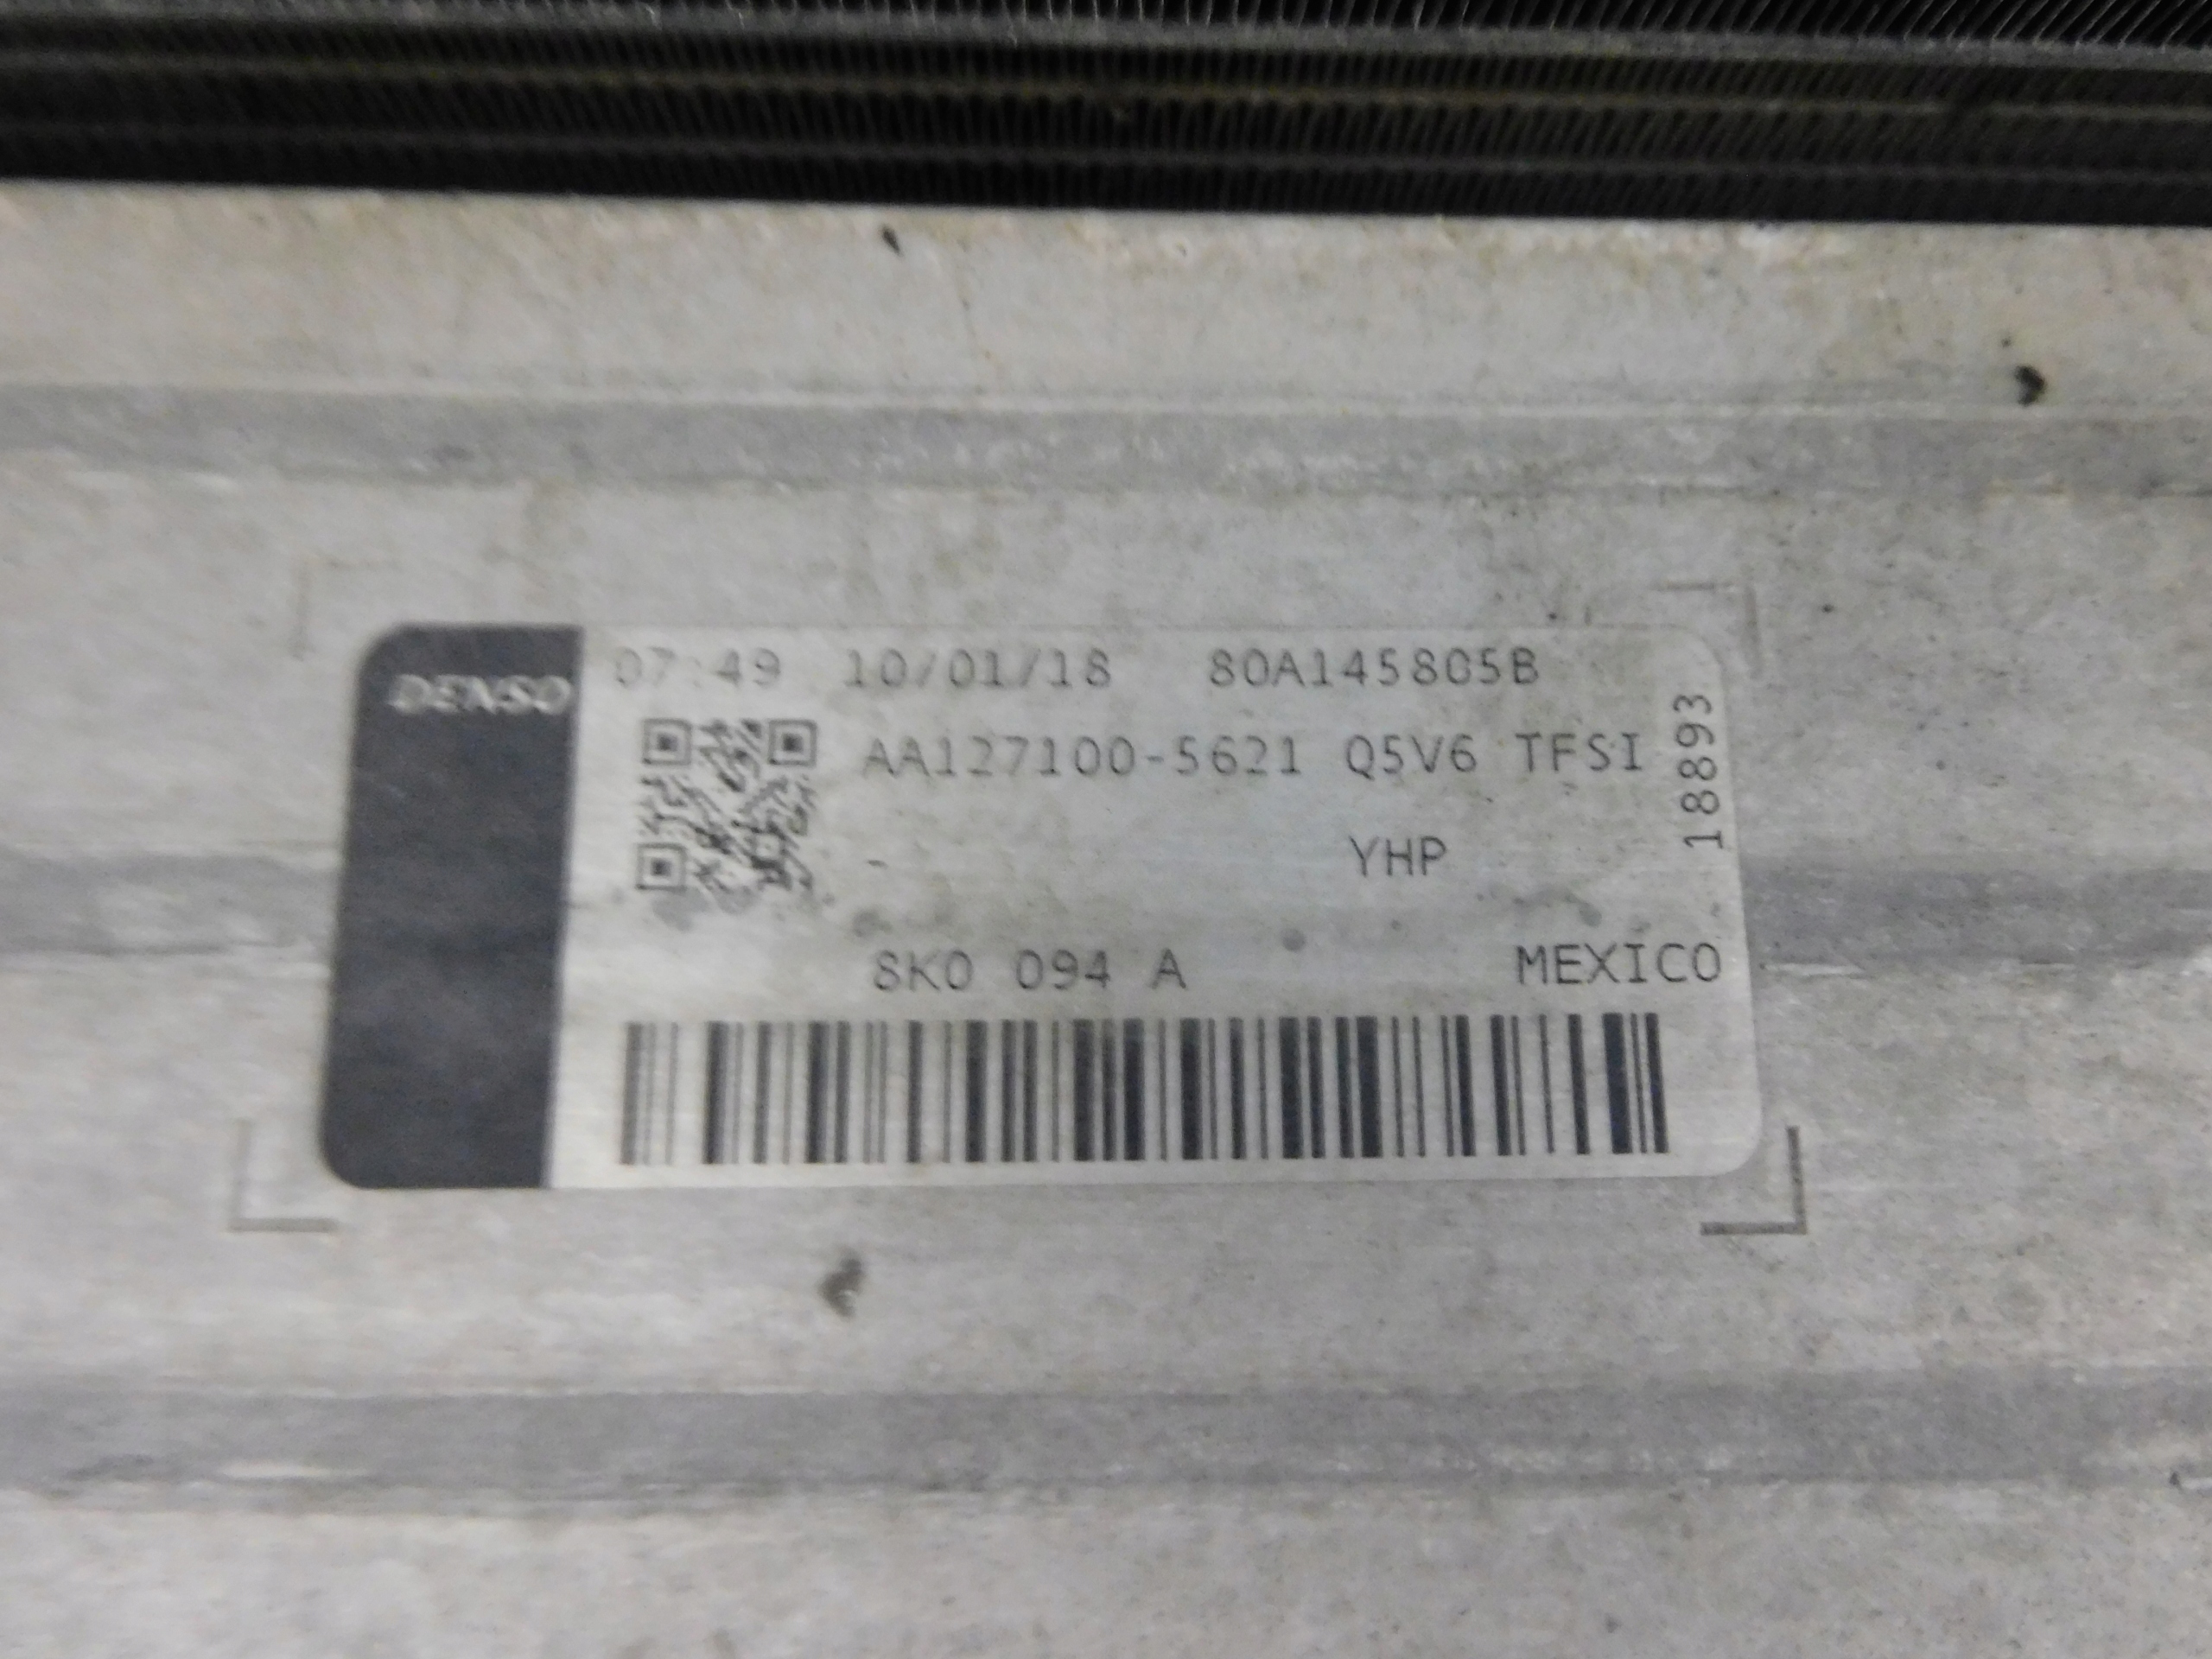 DENSO
07:49 10/01/18 80A145805B
AA127100-5621 Q5V6 TFSI
18893
YHP
8K0 094 A MEXICO